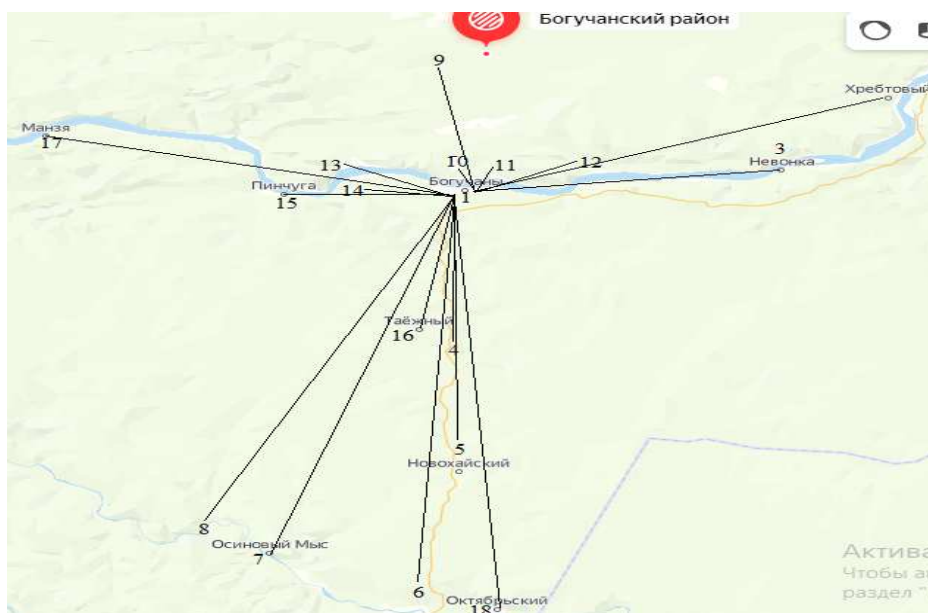 Богучанский район
9
Хребтовый
Манзя
17
3
13
10
11
12
Невонка
Богучаны
Пинчуга
14
1
15
Таёжный
16
4
5
Новохайский
8
Осиновый Мыс
7
Актива
Чтобы а
раздел "
6
Октябрьский
18